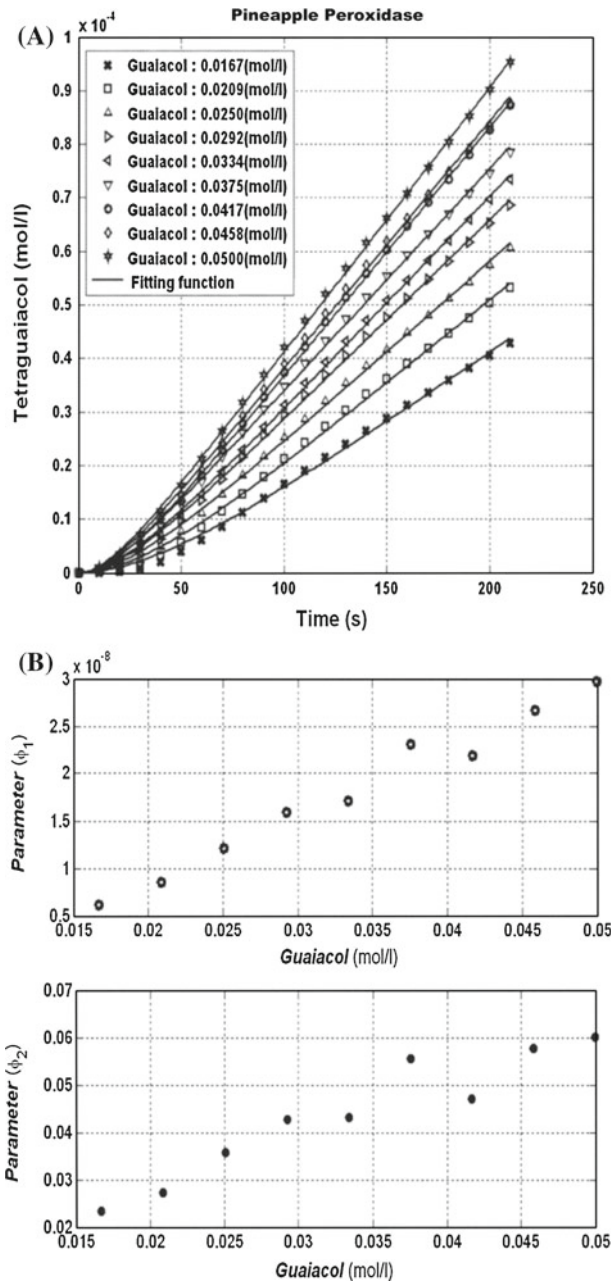 Pineapple Peroxidase
(A)
x 10⁻⁴
1
0.9
0.8
0.7
0.6
0.5
0.4
0.3
0.2
0.1
0
Tetraguaiacol (mol/l)
Guaiacol : 0.0167(mol/l)
Guaiacol : 0.0209(mol/l)
Guaiacol : 0.0250(mol/l)
Guaiacol : 0.0292(mol/l)
Guaiacol : 0.0334(mol/l)
Guaiacol : 0.0375(mol/l)
Guaiacol : 0.0417(mol/l)
Guaiacol : 0.0458(mol/l)
Guaiacol : 0.0500(mol/l)
Fitting function
0 50 100 150 200 250
Time (s)
(B)
x 10⁻⁸
3
2.5
2
1.5
1
0.5
Parameter (ϕ₁)
0.015 0.02 0.025 0.03 0.035 0.04 0.045 0.05
Guaiacol (mol/l)
0.07
0.06
0.05
0.04
0.03
0.02
Parameter (ϕ₂)
0.015 0.02 0.025 0.03 0.035 0.04 0.045 0.05
Guaiacol (mol/l)